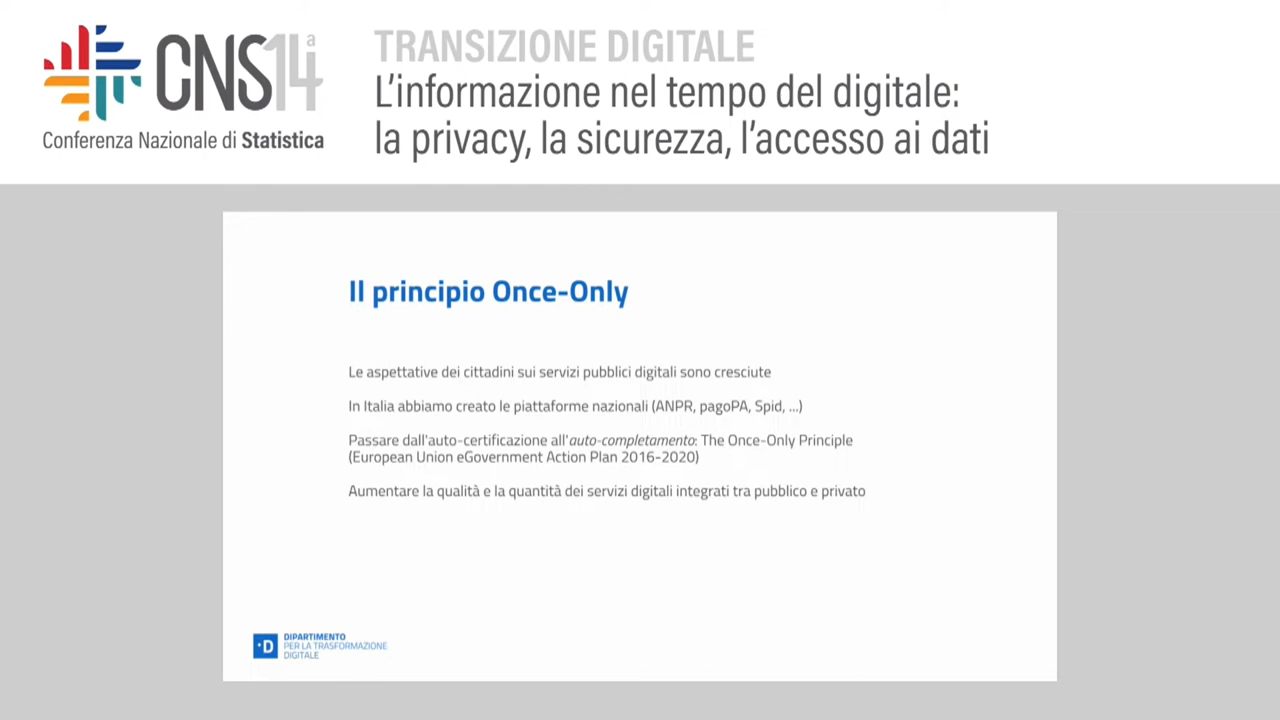 CNS14a
Conferenza Nazionale di Statistica
TRANSIZIONE DIGITALE
L'informazione nel tempo del digitale:
la privacy, la sicurezza, l'accesso ai dati
Il principio Once-Only
Le aspettative dei cittadini sui servizi pubblici digitali sono cresciute
In Italia abbiamo creato le piattaforme nazionali (ANPR, pagoPA, Spid, ...)
Passare dall'auto-certificazione all'auto-completamento: The Once-Only Principle
(European Union eGovernment Action Plan 2016-2020)
Aumentare la qualità e la quantità dei servizi digitali integrati tra pubblico e privato
·D
DIPARTIMENTO
PER LA TRASFORMAZIONE
DIGITALE